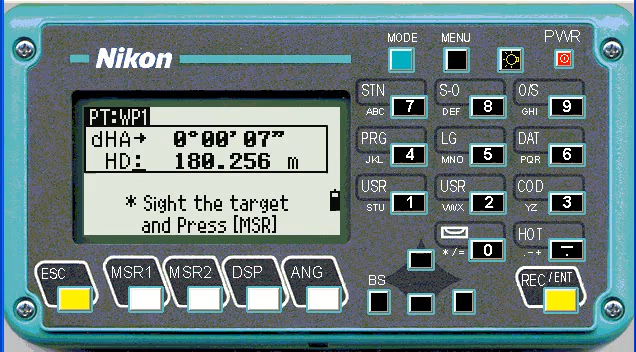 Nikon
MODE
MENU
PWR
PT:WP1
dHA→ 0°00'07"
HD: 180.256 m
* Sight the target
and Press [MSR]
STN
ABC 7
S-O
DEF 8
O/S
GHI 9
PRG
JKL 4
LG
MNO 5
DAT
PQR 6
USR
STU 1
USR
VWX 2
COD
YZ 3
*/= 0
HOT
.-+
ESC
MSR1
MSR2
DSP
ANG
BS
REC/ENT